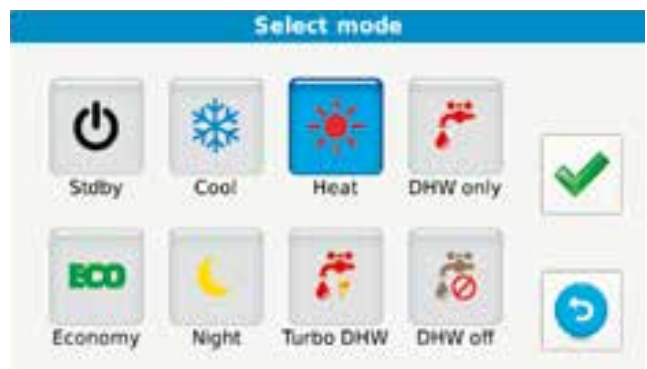 Select mode
Stdby Cool Heat DHW only
ECO
Economy Night Turbo DHW DHW off